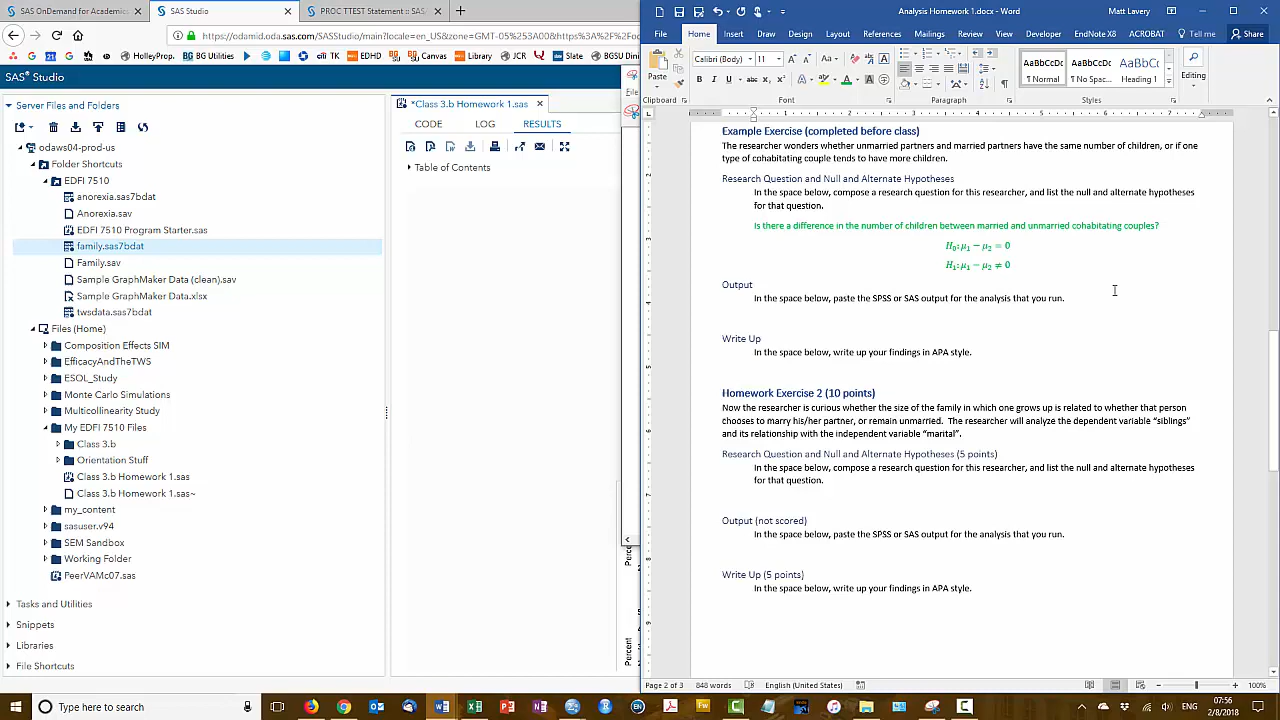 SAS OnDemand for Academics
SAS Studio
PROC TTEST Statement :: SAS
https://odamid.oda.sas.com/SASStudio/main?locale=en_US&zone=GMT-05%253A00&https%3A%2F%2Fo
HolleyProp.
BG Utilities
TK
EDHD
(zone)
Library
JCR
Slate
BGSU Di
SAS® Studio
Server Files and Folders
odaws04-prod-us
Folder Shortcuts
EDFI 7510
anorexia.sas7bdat
Anorexia.sav
EDFI 7510 Program Starter.sas
family.sas7bdat
Family.sav
Sample GraphMaker Data (clean).sav
Sample GraphMaker Data.xlsx
twsdata.sas7bdat
Files (Home)
Composition Effects SIM
EfficacyAndTheTWS
ESOL_Study
Monte Carlo Simulations
Multicollinearity Study
My EDFI 7510 Files
Class 3.b
Orientation Stuff
Class 3.b Homework 1.sas
Class 3.b Homework 1.sas~
my_content
sasuser.v94
SEM Sandbox
Working Folder
PeerVAMc07.sas
Tasks and Utilities
Snippets
Libraries
File Shortcuts
*Class 3.b Homework 1.sas
CODE LOG RESULTS
Table of Contents
File
Percent
Percent
Analysis Homework 1.docx - Word
Matt Lavery
File Home Insert Draw Design Layout References Mailings Review View Developer EndNote X8 ACROBAT Tell me Share
Paste
Calibri (Body) 11
AaBbCcDc AaBbCcDc AaBbCc
¶ Normal ¶ No Spac... Heading 1
Editing
Clipboard Font Paragraph Styles
Example Exercise (completed before class)
The researcher wonders whether unmarried partners and married partners have the same number of children, or if one
type of cohabitating couple tends to have more children.
Research Question and Null and Alternate Hypotheses
In the space below, compose a research question for this researcher, and list the null and alternate hypotheses
for that question.
Is there a difference in the number of children between married and unmarried cohabitating couples?
H₀: μ₁ − μ₂ = 0
H₁: μ₁ − μ₂ ≠ 0
Output
In the space below, paste the SPSS or SAS output for the analysis that you run.
Write Up
In the space below, write up your findings in APA style.
Homework Exercise 2 (10 points)
Now the researcher is curious whether the size of the family in which one grows up is related to whether that person
chooses to marry his/her partner, or remain unmarried. The researcher will analyze the dependent variable “siblings”
and its relationship with the independent variable “marital”.
Research Question and Null and Alternate Hypotheses (5 points)
In the space below, compose a research question for this researcher, and list the null and alternate hypotheses
for that question.
Output (not scored)
In the space below, paste the SPSS or SAS output for the analysis that you run.
Write Up (5 points)
In the space below, write up your findings in APA style.
Page 2 of 3 848 words English (United States) 100%
Type here to search
07:56
2/8/2018